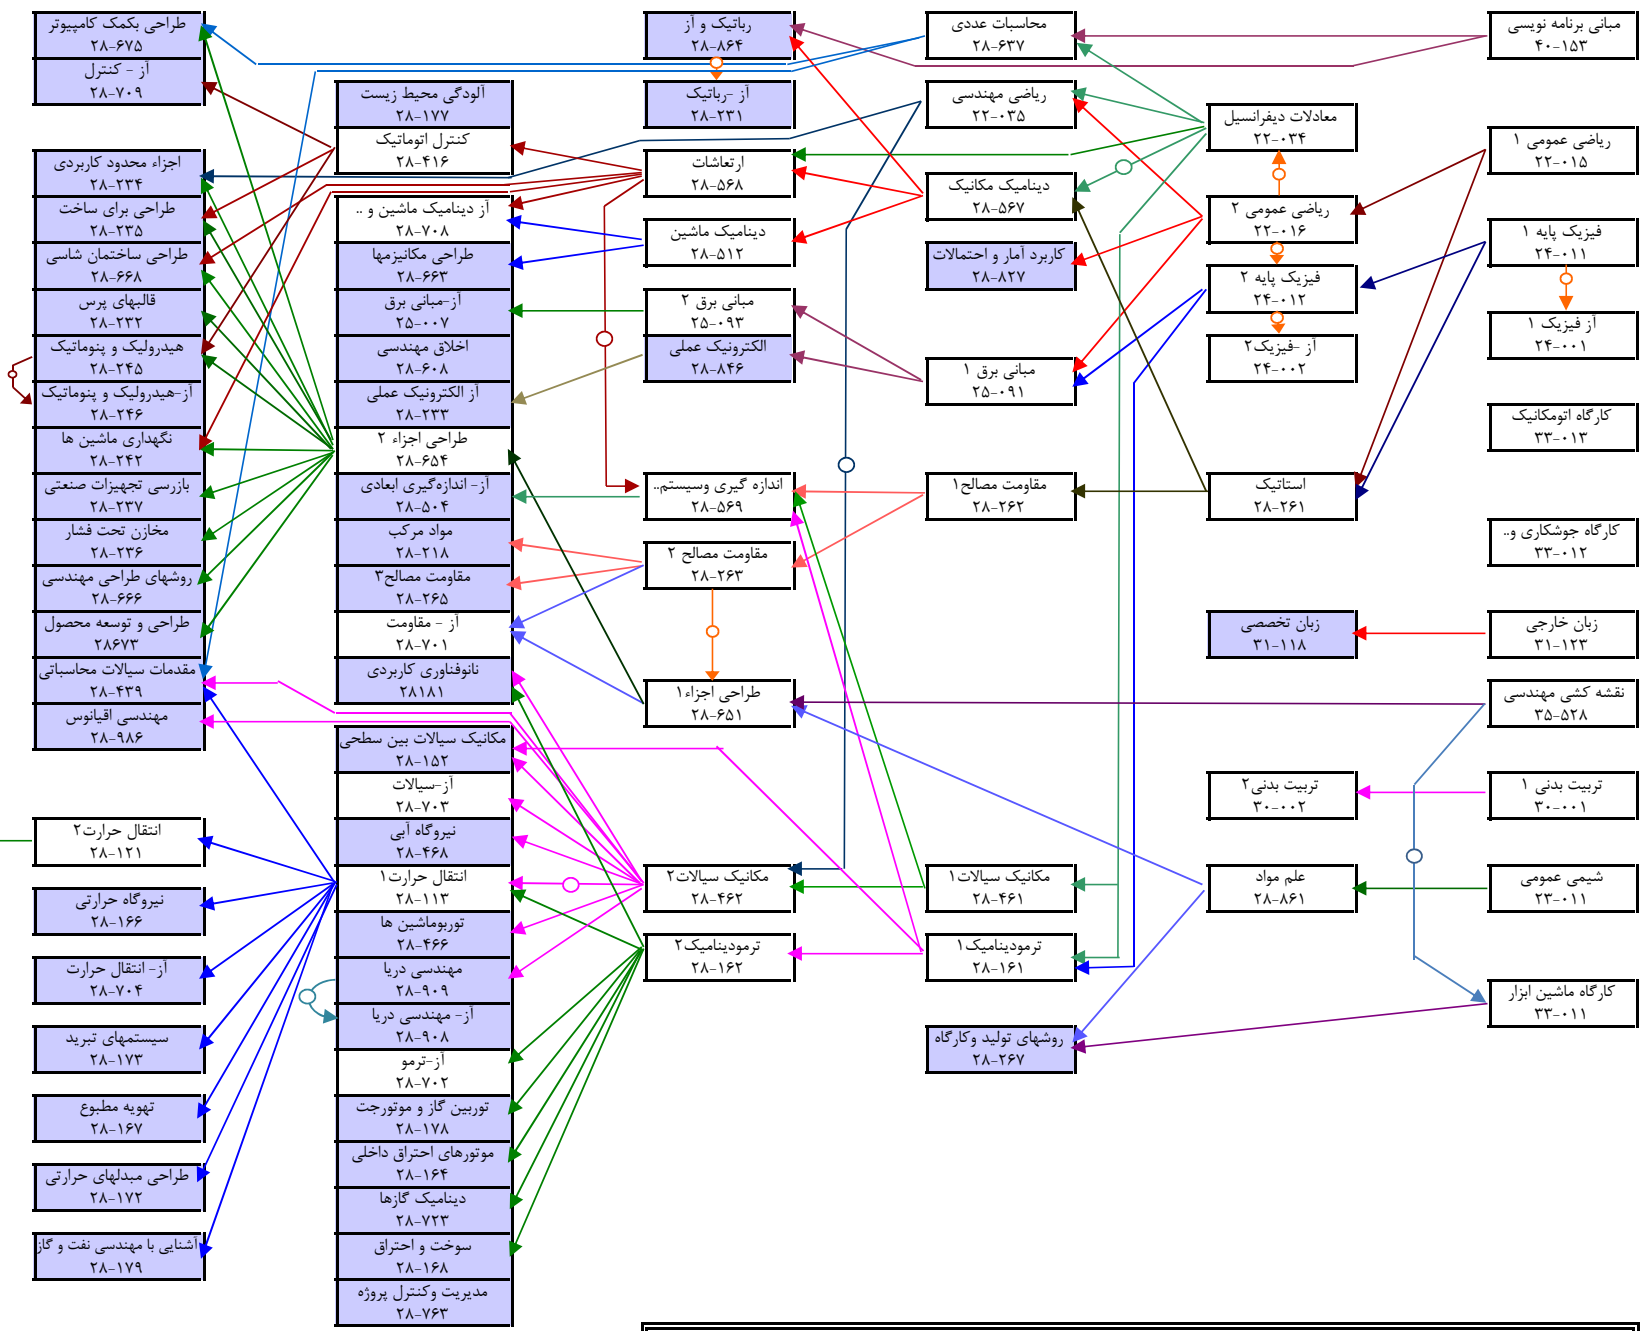 مبانی برنامه نویسی
۴۰-۱۵۳
ریاضی عمومی ۱
۲۲-۰۱۵
فیزیک پایه ۱
۲۴-۰۱۱
آز فیزیک ۱
۲۴-۰۰۱
کارگاه اتومکانیک
۳۳-۰۱۳
کارگاه جوشکاری و..
۳۳-۰۱۲
زبان خارجی
۳۱-۱۲۳
نقشه کشی مهندسی
۳۵-۵۲۸
تربیت بدنی ۱
۳۰-۰۰۱
شیمی عمومی
۲۳-۰۱۱
کارگاه ماشین ابزار
۳۳-۰۱۱
معادلات دیفرانسیل
۲۲-۰۳۴
ریاضی عمومی ۲
۲۲-۰۱۶
فیزیک پایه ۲
۲۴-۰۱۲
آز -فیزیک۲
۲۴-۰۰۲
استاتیک
۲۸-۲۶۱
زبان تخصصی
۳۱-۱۱۸
تربیت بدنی۲
۳۰-۰۰۲
علم مواد
۲۸-۸۶۱
محاسبات عددی
۲۸-۶۳۷
ریاضی مهندسی
۲۲-۰۳۵
دینامیک مکانیک
۲۸-۵۶۷
کاربرد آمار و احتمالات
۲۸-۸۲۷
مبانی برق ۱
۲۵-۰۹۱
مقاومت مصالح۱
۲۸-۲۶۲
مکانیک سیالات۱
۲۸-۴۶۱
ترمودینامیک۱
۲۸-۱۶۱
روشهای تولید وکارگاه
۲۸-۲۶۷
رباتیک و آز
۲۸-۸۶۴
آز -رباتیک
۲۸-۲۳۱
ارتعاشات
۲۸-۵۶۸
دینامیک ماشین
۲۸-۵۱۲
مبانی برق ۲
۲۵-۰۹۳
الکترونیک عملی
۲۸-۸۴۶
اندازه گیری وسیستم..
۲۸-۵۶۹
مقاومت مصالح ۲
۲۸-۲۶۳
طراحی اجزاء۱
۲۸-۶۵۱
مکانیک سیالات۲
۲۸-۴۶۲
ترمودینامیک۲
۲۸-۱۶۲
آلودگی محیط زیست
۲۸-۱۷۷
کنترل اتوماتیک
۲۸-۴۱۶
آز دینامیک ماشین و ..
۲۸-۷۰۸
طراحی مکانیزمها
۲۸-۶۶۳
آز-مبانی برق
۲۵-۰۰۷
اخلاق مهندسی
۲۸-۶۰۸
آز الکترونیک عملی
۲۸-۲۳۳
طراحی اجزاء ۲
۲۸-۶۵۴
آز- اندازه‌گیری ابعادی
۲۸-۵۰۴
مواد مرکب
۲۸-۲۱۸
مقاومت مصالح۳
۲۸-۲۶۵
آز - مقاومت
۲۸-۷۰۱
نانوفناوری کاربردی
۲۸۱۸۱
مکانیک سیالات بین سطحی
۲۸-۱۵۲
آز-سیالات
۲۸-۷۰۳
نیروگاه آبی
۲۸-۴۶۸
انتقال حرارت۱
۲۸-۱۱۳
توربوماشین ها
۲۸-۴۶۶
مهندسی دریا
۲۸-۹۰۹
آز- مهندسی دریا
۲۸-۹۰۸
آز-ترمو
۲۸-۷۰۲
توربین گاز و موتورجت
۲۸-۱۷۸
موتورهای احتراق داخلی
۲۸-۱۶۴
دینامیک گازها
۲۸-۷۲۳
سوخت و احتراق
۲۸-۱۶۸
مدیریت وکنترل پروژه
۲۸-۷۶۳
طراحی بکمک کامپیوتر
۲۸-۶۷۵
آز - کنترل
۲۸-۷۰۹
اجزاء محدود کاربردی
۲۸-۲۳۴
طراحی برای ساخت
۲۸-۲۳۵
طراحی ساختمان شاسی
۲۸-۶۶۸
قالبهای پرس
۲۸-۲۳۲
هیدرولیک و پنوماتیک
۲۸-۲۴۵
آز-هیدرولیک و پنوماتیک
۲۸-۲۴۶
نگهداری ماشین ها
۲۸-۲۴۲
بازرسی تجهیزات صنعتی
۲۸-۲۳۷
مخازن تحت فشار
۲۸-۲۳۶
روشهای طراحی مهندسی
۲۸-۶۶۶
طراحی و توسعه محصول
۲۸۶۷۳
مقدمات سیالات محاسباتی
۲۸-۴۳۹
مهندسی اقیانوس
۲۸-۹۸۶
انتقال حرارت۲
۲۸-۱۲۱
نیروگاه حرارتی
۲۸-۱۶۶
آز- انتقال حرارت
۲۸-۷۰۴
سیستمهای تبرید
۲۸-۱۷۳
تهویه مطبوع
۲۸-۱۶۷
طراحی مبدلهای حرارتی
۲۸-۱۷۲
آشنایی با مهندسی نفت و گاز
۲۸-۱۷۹